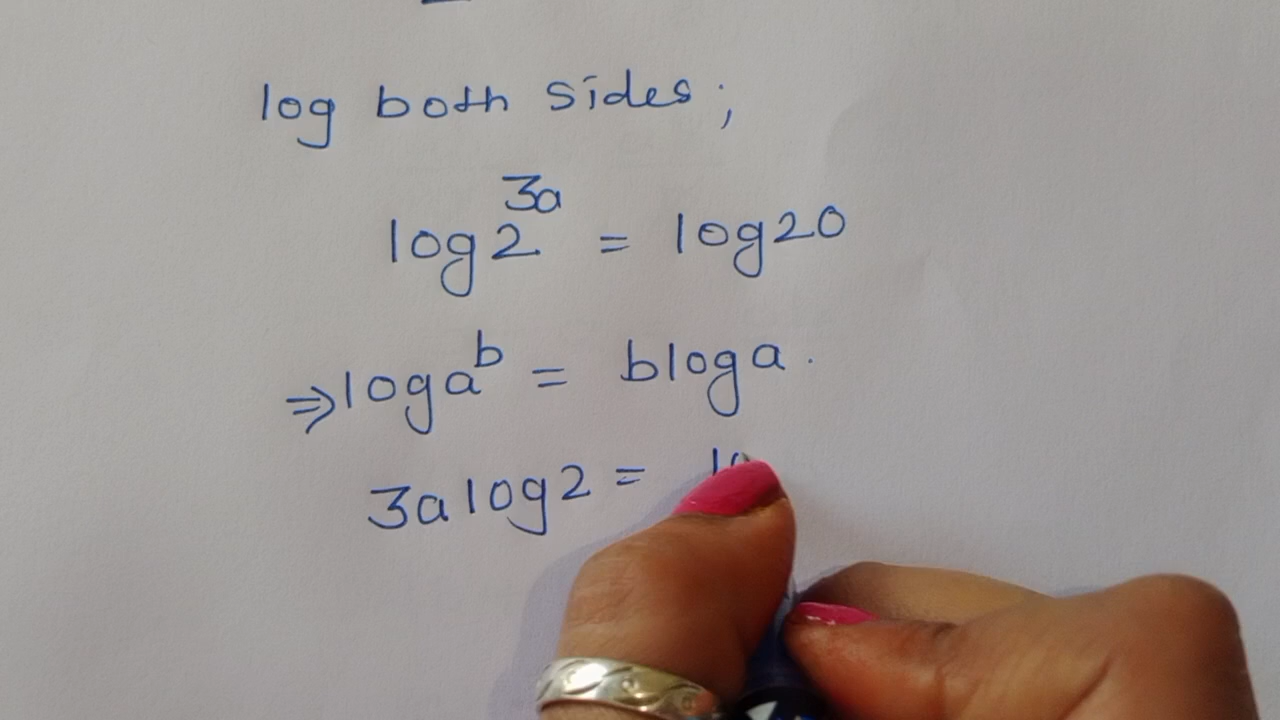 log both sides;
log2^3a = log20
⇒ loga^b = bloga.
3alog2 = l